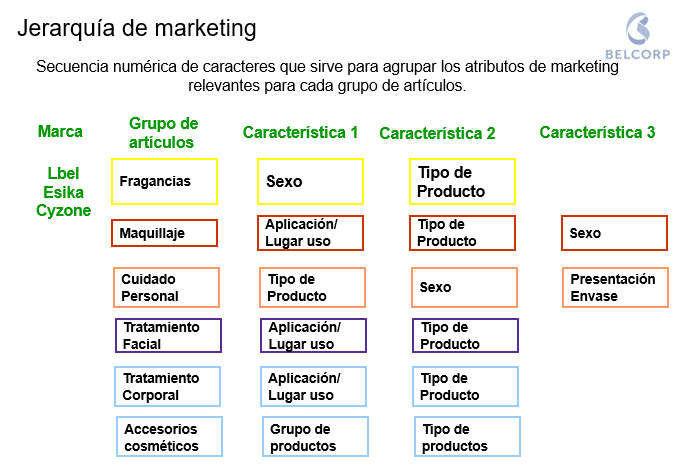 Jerarquía de marketing
BELCORP
Secuencia numérica de caracteres que sirve para agrupar los atributos de marketing
relevantes para cada grupo de artículos.
Marca
Grupo de
artículos
Característica 1
Característica 2
Característica 3
Lbel
Esika
Cyzone
Fragancias
Sexo
Tipo de
Producto
Maquillaje
Aplicación/
Lugar uso
Tipo de
Producto
Sexo
Cuidado
Personal
Tipo de
Producto
Sexo
Presentación
Envase
Tratamiento
Facial
Aplicación/
Lugar uso
Tipo de
Producto
Tratamiento
Corporal
Aplicación/
Lugar uso
Tipo de
Producto
Accesorios
cosméticos
Grupo de
productos
Tipo de
productos